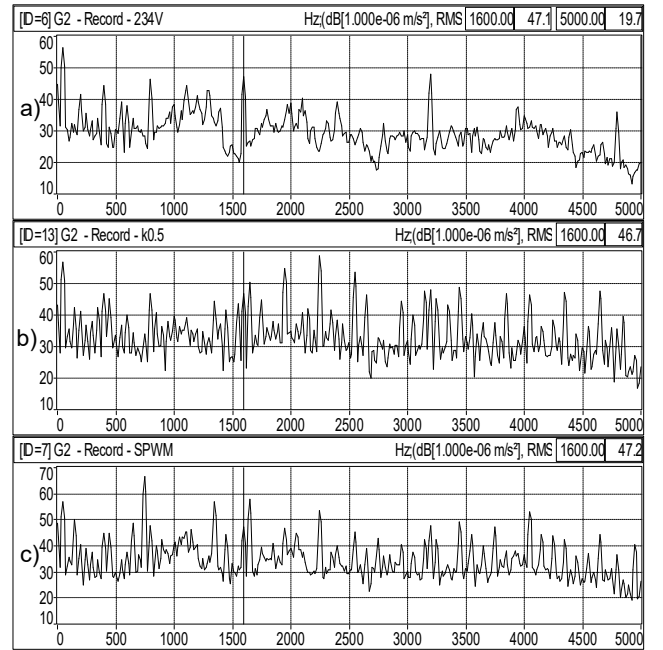 [ID=6] G2 - Record - 234V Hz;(dB[1.000e-06 m/s²], RMS 1600.00 47.1 5000.00 19.7
60
50
a) 40
30
20
10
0 500 1000 1500 2000 2500 3000 3500 4000 4500 5000
[ID=13] G2 - Record - k0.5 Hz;(dB[1.000e-06 m/s²], RMS 1600.00 46.7
60
50
40
b) 30
20
10
0 500 1000 1500 2000 2500 3000 3500 4000 4500 5000
[ID=7] G2 - Record - SPWM Hz;(dB[1.000e-06 m/s²], RMS 1600.00 47.2
70
60
50
40
c) 30
20
10
0 500 1000 1500 2000 2500 3000 3500 4000 4500 5000